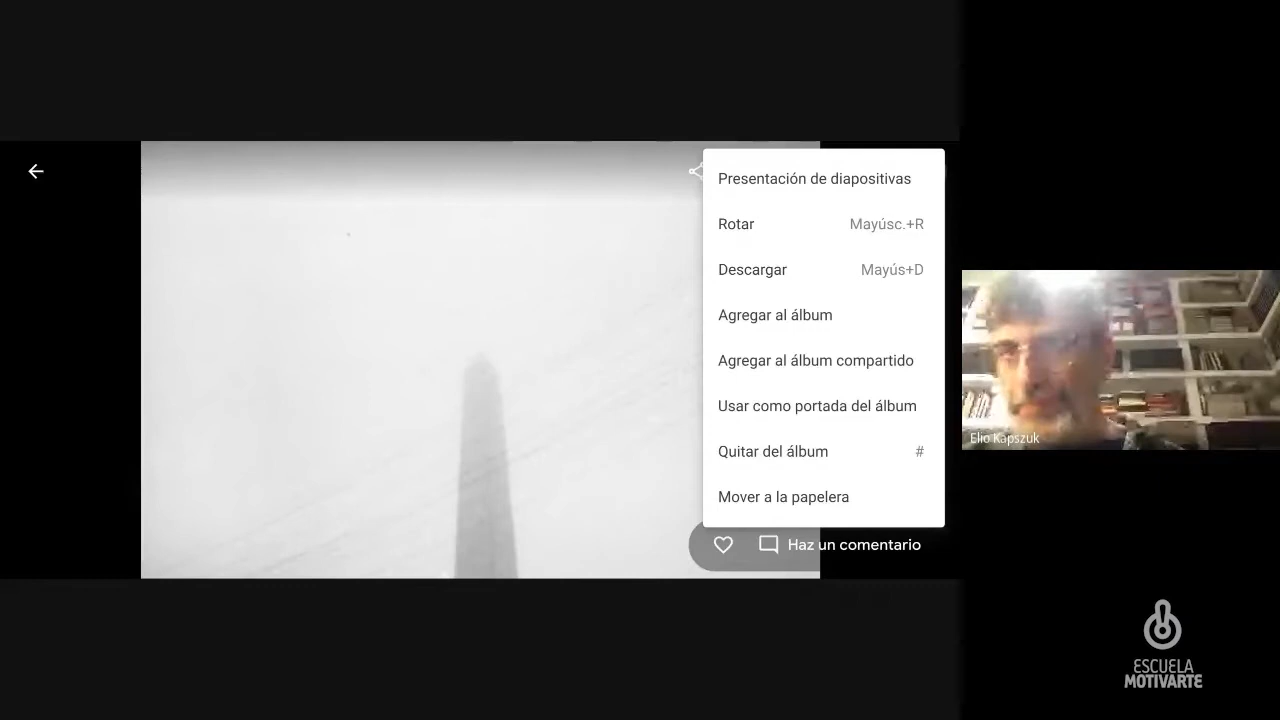 Presentación de diapositivas
Rotar Mayúsc.+R
Descargar Mayús+D
Agregar al álbum
Agregar al álbum compartido
Usar como portada del álbum
Quitar del álbum #
Mover a la papelera
Haz un comentario
Elio Kapszuk
ESCUELA
MOTIVARTE